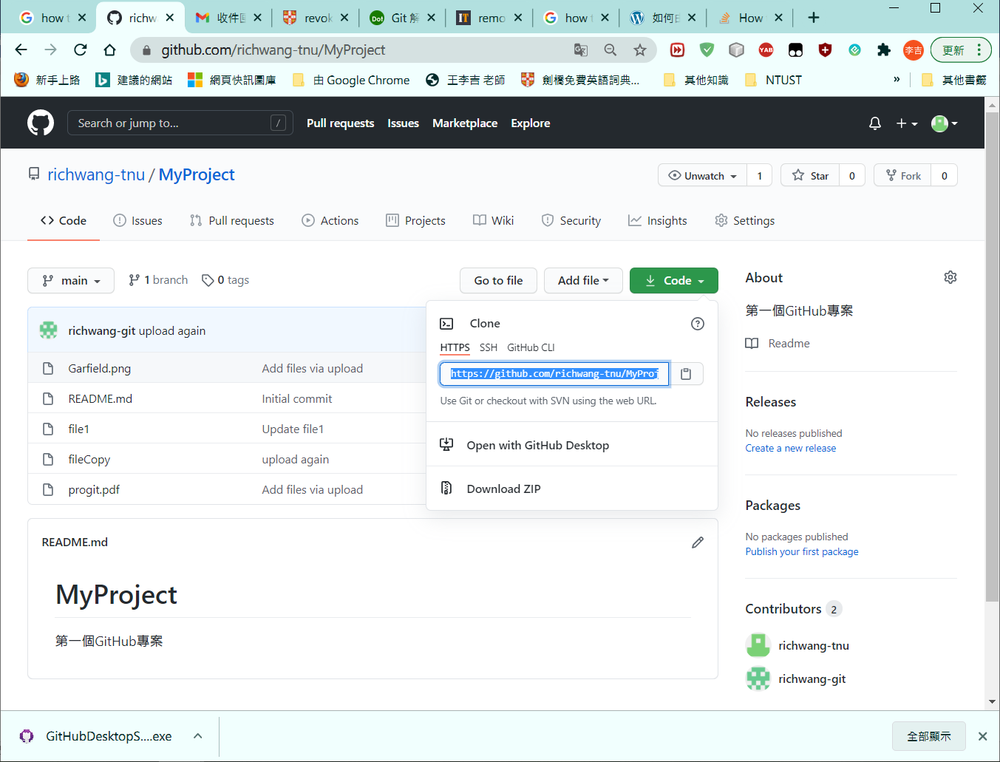 how t
richw
收件匣
revok
Git 解
remo
how t
如何
How
github.com/richwang-tnu/MyProject
YAB
李吉
更新
新手上路
建議的網站
網頁快訊圖庫
由 Google Chrome
王李吉 老師
劍橋免費英語詞典...
其他知識
NTUST
»
其他書籤
Search or jump to...
/
Pull requests
Issues
Marketplace
Explore
richwang-tnu / MyProject
Unwatch
1
Star
0
Fork
0
Code
Issues
Pull requests
Actions
Projects
Wiki
Security
Insights
Settings
main
1 branch
0 tags
Go to file
Add file
Code
richwang-git upload again
Garfield.png
Add files via upload
README.md
Initial commit
file1
Update file1
fileCopy
upload again
progit.pdf
Add files via upload
Clone
HTTPS
SSH
GitHub CLI
https://github.com/richwang-tnu/MyProj
Use Git or checkout with SVN using the web URL.
Open with GitHub Desktop
Download ZIP
README.md
MyProject
第一個GitHub專案
About
第一個GitHub專案
Readme
Releases
No releases published
Create a new release
Packages
No packages published
Publish your first package
Contributors 2
richwang-tnu
richwang-git
GitHubDesktopS....exe
全部顯示